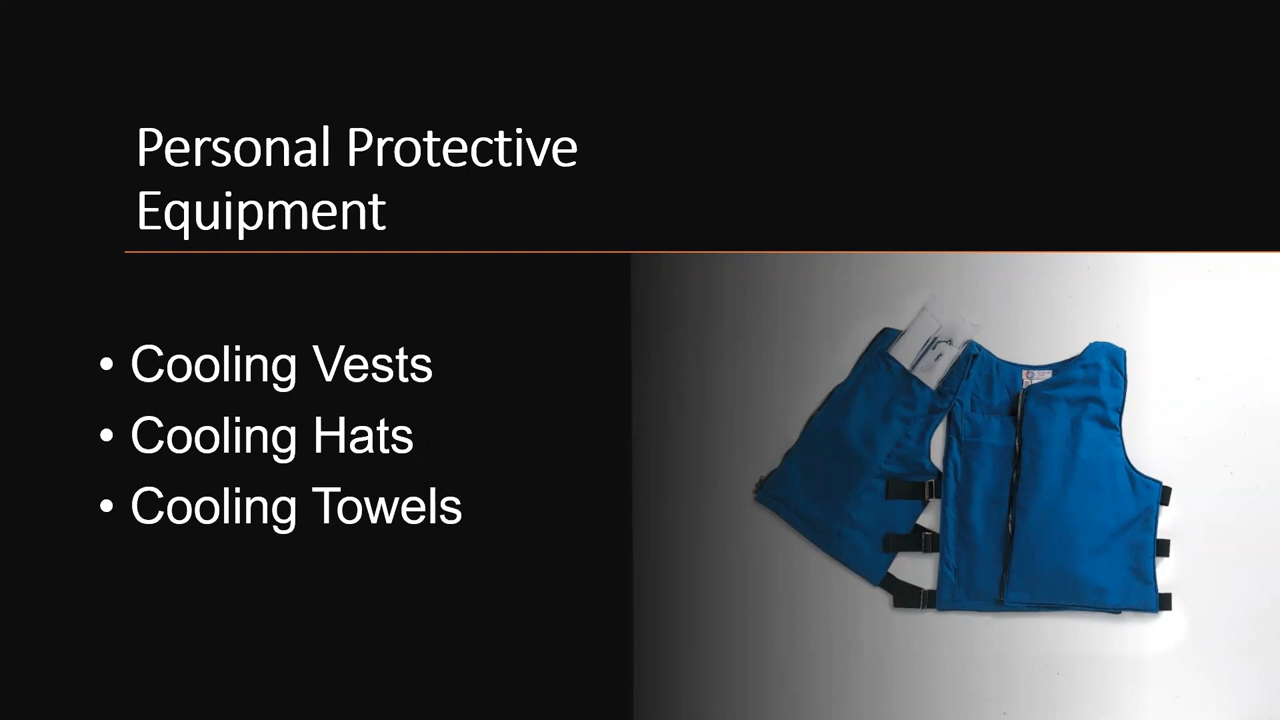 Personal Protective
Equipment
• Cooling Vests
• Cooling Hats
• Cooling Towels